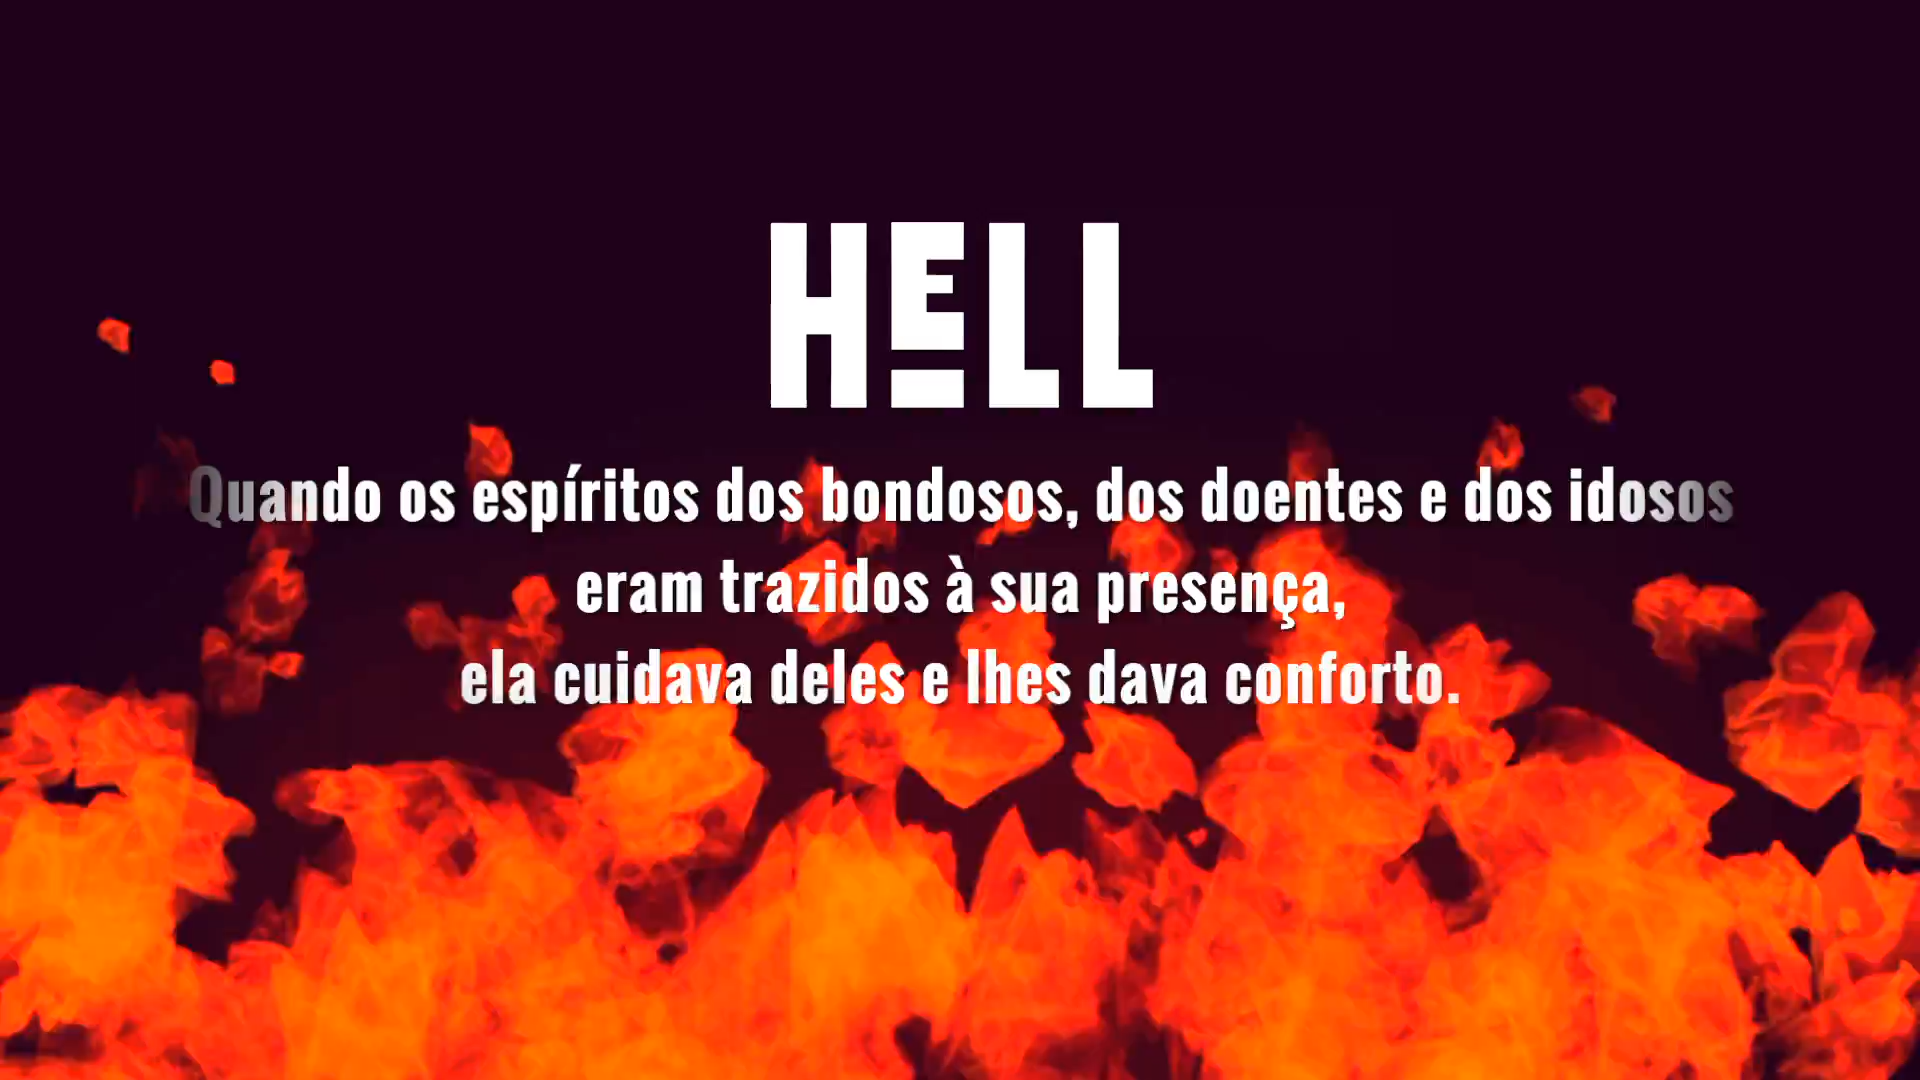 HELL
Quando os espíritos dos bondosos, dos doentes e dos idosos
eram trazidos à sua presença,
ela cuidava deles e lhes dava conforto.